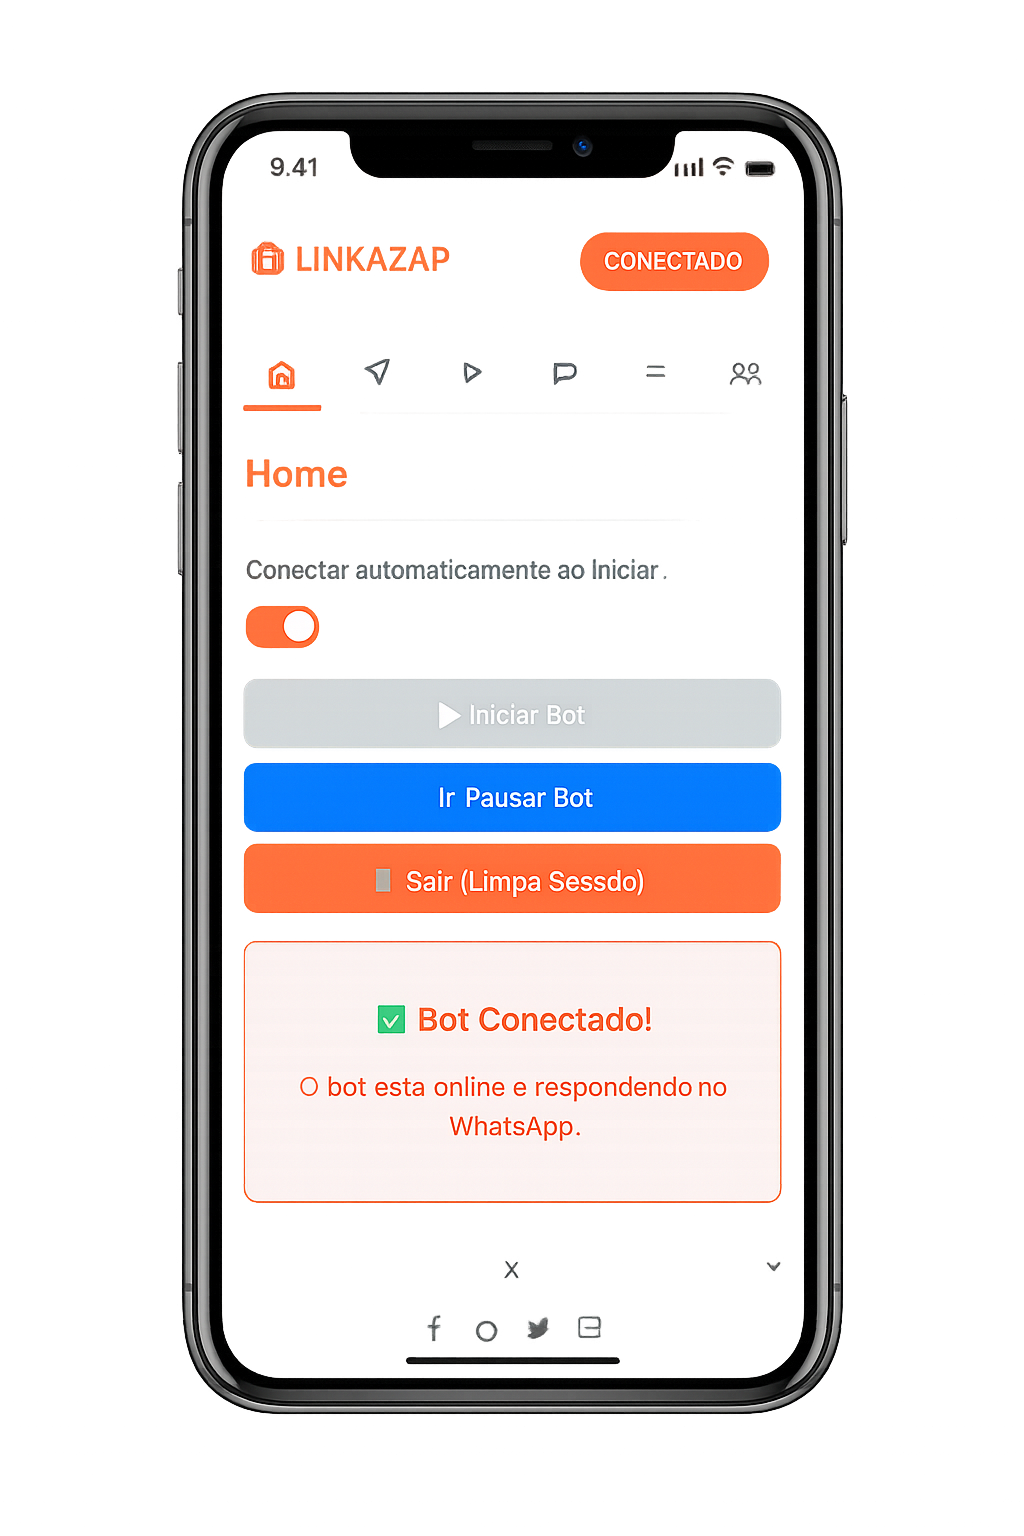 9.41
LINKAZAP
CONECTADO
Home
Conectar automaticamente ao Iniciar.
Iniciar Bot
Ir Pausar Bot
Sair (Limpa Sessdo)
Bot Conectado!
O bot esta online e respondendo no
WhatsApp.
X